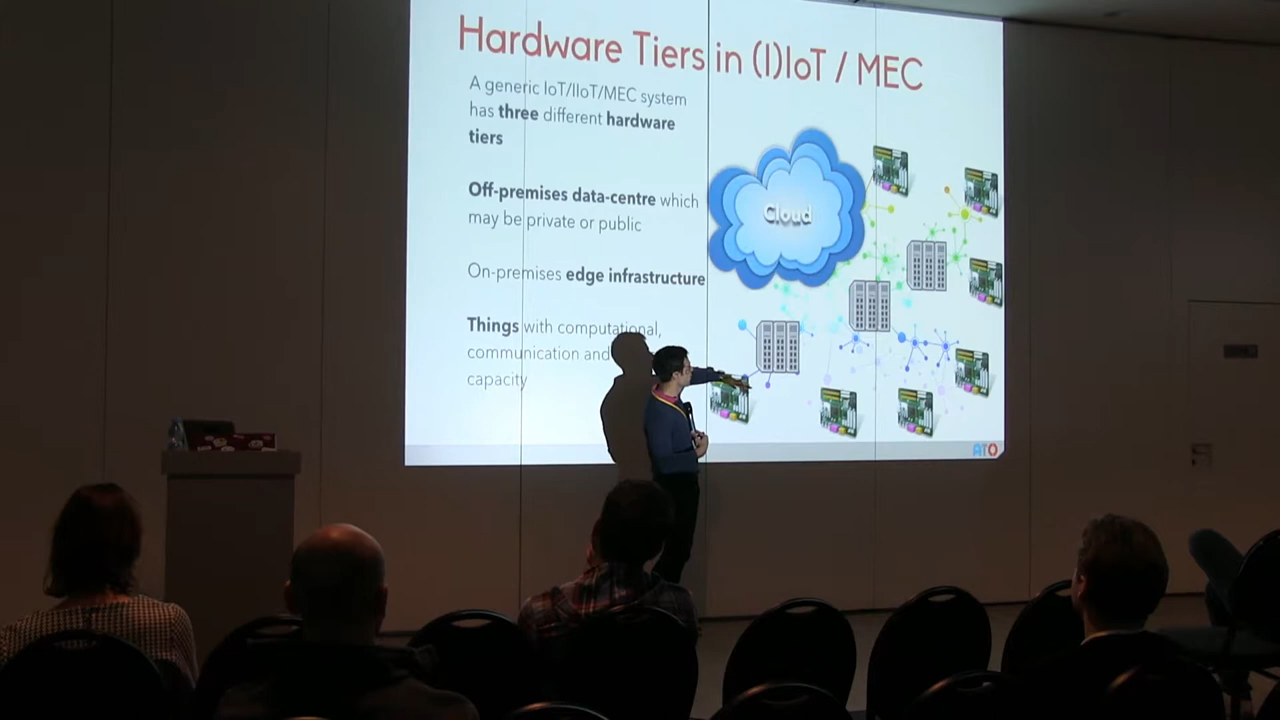 Hardware Tiers in (I)IoT / MEC
A generic IoT/IIoT/MEC system
has three different hardware
tiers
Off-premises data-centre which
may be private or public
On-premises edge infrastructure
Things with computational,
communication and
capacity
Cloud
ATO